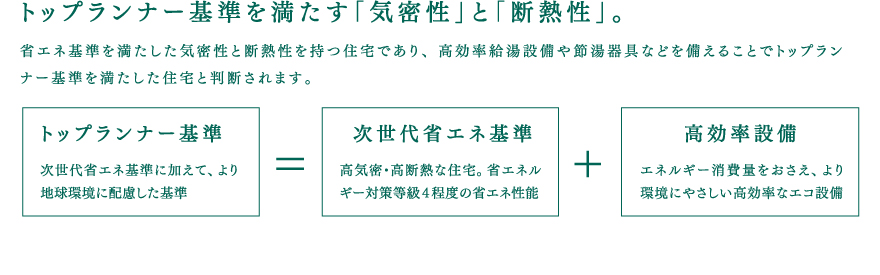 トップランナー基準を満たす「気密性」と「断熱性」。
省エネ基準を満たした気密性と断熱性を持つ住宅であり、高効率給湯設備や節湯器具などを備えることでトップラン
ナー基準を満たした住宅と判断されます。
トップランナー基準
次世代省エネ基準に加えて、より
地球環境に配慮した基準
＝
次世代省エネ基準
高気密・高断熱な住宅。省エネル
ギー対策等級4程度の省エネ性能
＋
高効率設備
エネルギー消費量をおさえ、より
環境にやさしい高効率なエコ設備